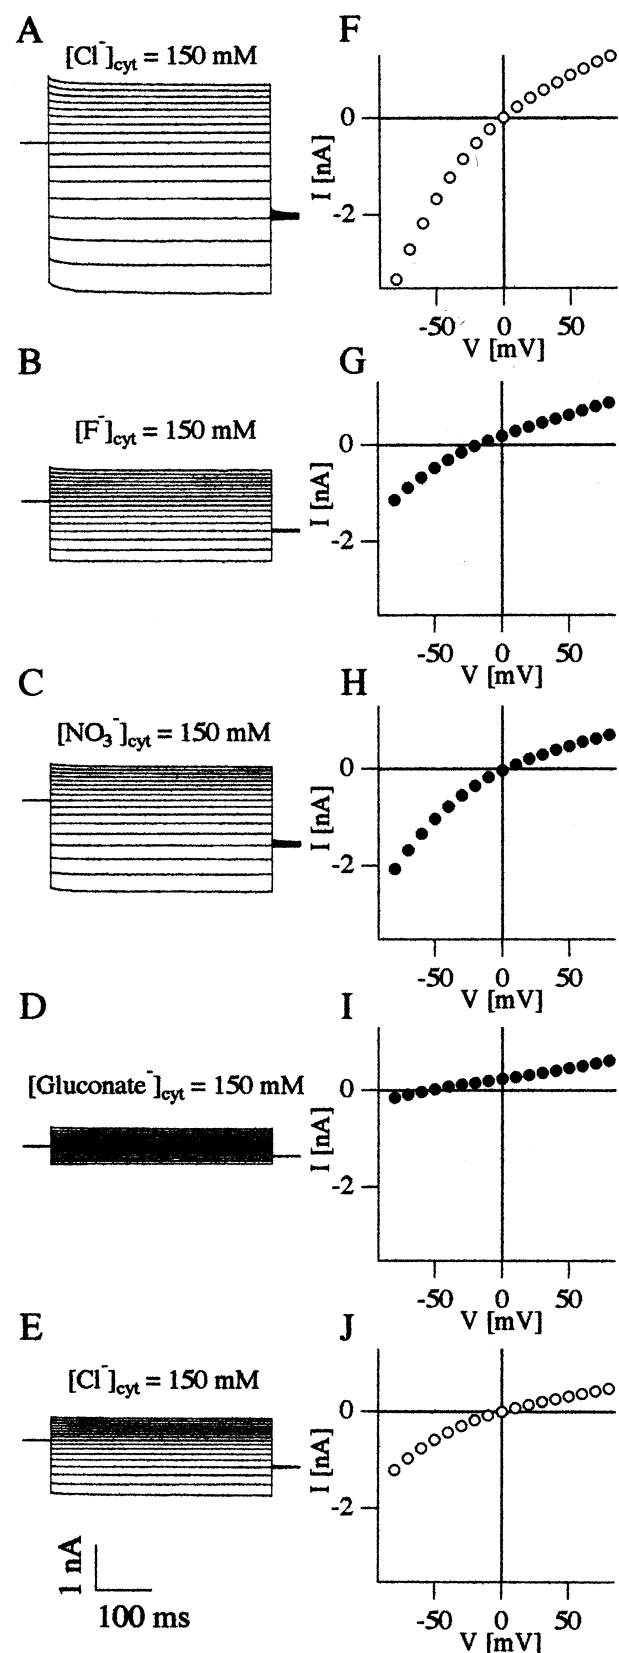 A
F
[Cl⁻]cyt = 150 mM
0
-2
I [nA]
-50 0 50
V [mV]
B
G
[F⁻]cyt = 150 mM
0
-2
I [nA]
-50 0 50
V [mV]
C
H
[NO₃⁻]cyt = 150 mM
0
-2
I [nA]
-50 0 50
V [mV]
D
I
[Gluconate⁻]cyt = 150 mM
0
-2
I [nA]
-50 0 50
V [mV]
E
J
[Cl⁻]cyt = 150 mM
0
-2
I [nA]
-50 0 50
V [mV]
1 nA
100 ms